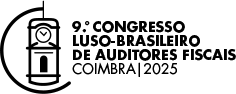 9.º CONGRESSO
LUSO-BRASILEIRO
DE AUDITORES FISCAIS
COIMBRA|2025